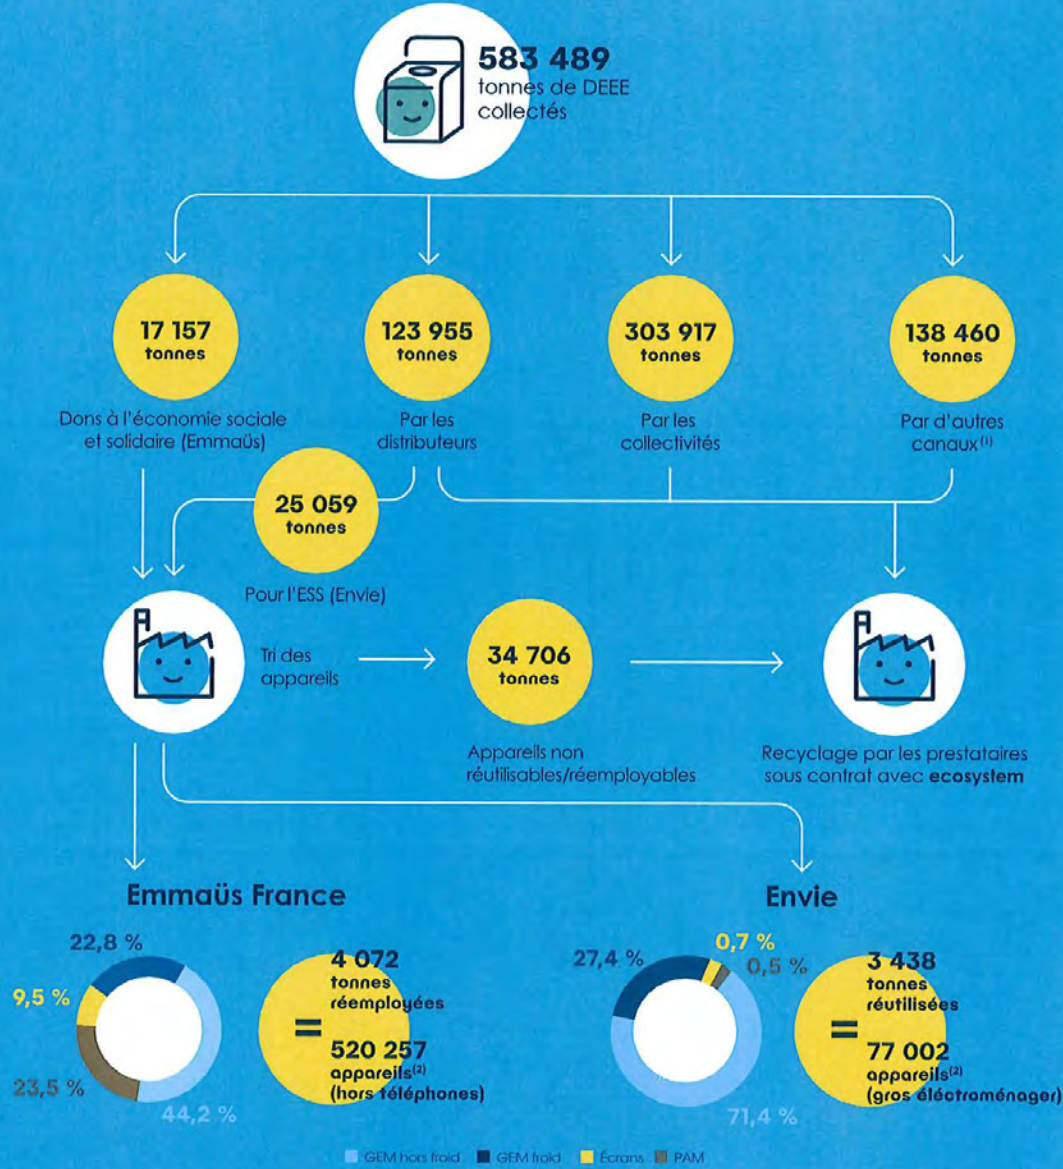 583 489
tonnes de DEEE
collectés
17 157
tonnes
Dons à l'économie sociale
et solidaire (Emmaüs)
123 955
tonnes
Par les
distributeurs
303 917
tonnes
Par les
collectivités
138 460
tonnes
Par d'autres
canaux(1)
25 059
tonnes
Pour l'ESS (Envie)
Tri des
appareils
34 706
tonnes
Appareils non
réutilisables/réemployables
Recyclage par les prestataires
sous contrat avec ecosystem
Emmaüs France
22,8 %
9,5 %
23,5 %
44,2 %
=
4 072
tonnes
réemployées
520 257
appareils(2)
(hors téléphones)
Envie
27,4 %
0,7 %
0,5 %
71,4 %
=
3 438
tonnes
réutilisées
77 002
appareils(2)
(gros éléctroménager)
GEM hors froid GEM froid Écrans PAM